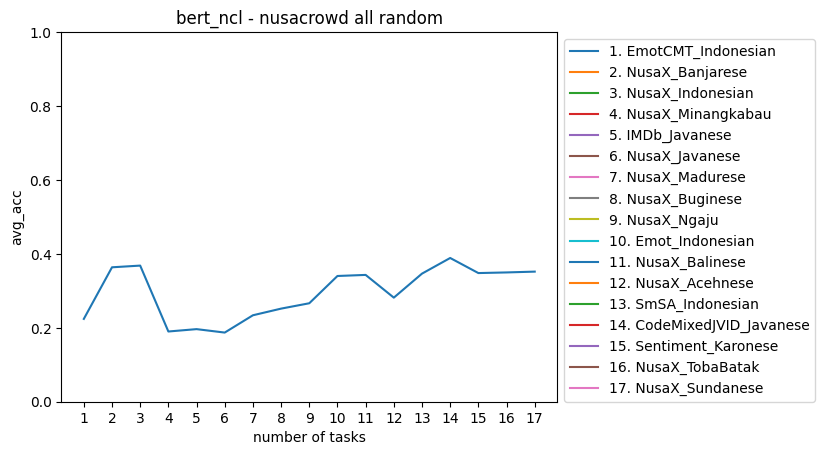 bert_ncl - nusacrowd all random
1.0
0.8
0.6
0.4
0.2
0.0
avg_acc
1 2 3 4 5 6 7 8 9 10 11 12 13 14 15 16 17
number of tasks
1. EmotCMT_Indonesian
2. NusaX_Banjarese
3. NusaX_Indonesian
4. NusaX_Minangkabau
5. IMDb_Javanese
6. NusaX_Javanese
7. NusaX_Madurese
8. NusaX_Buginese
9. NusaX_Ngaju
10. Emot_Indonesian
11. NusaX_Balinese
12. NusaX_Acehnese
13. SmSA_Indonesian
14. CodeMixedJVID_Javanese
15. Sentiment_Karonese
16. NusaX_TobaBatak
17. NusaX_Sundanese